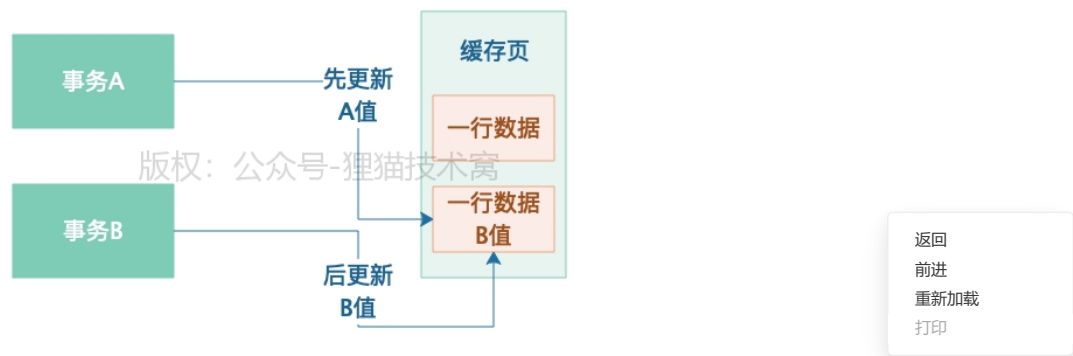 缓存页
事务A
先更新
A值
一行数据
版权：公众号-狸猫技术窝
事务B
一行数据
B值
后更新
B值
返回
前进
重新加载
打印